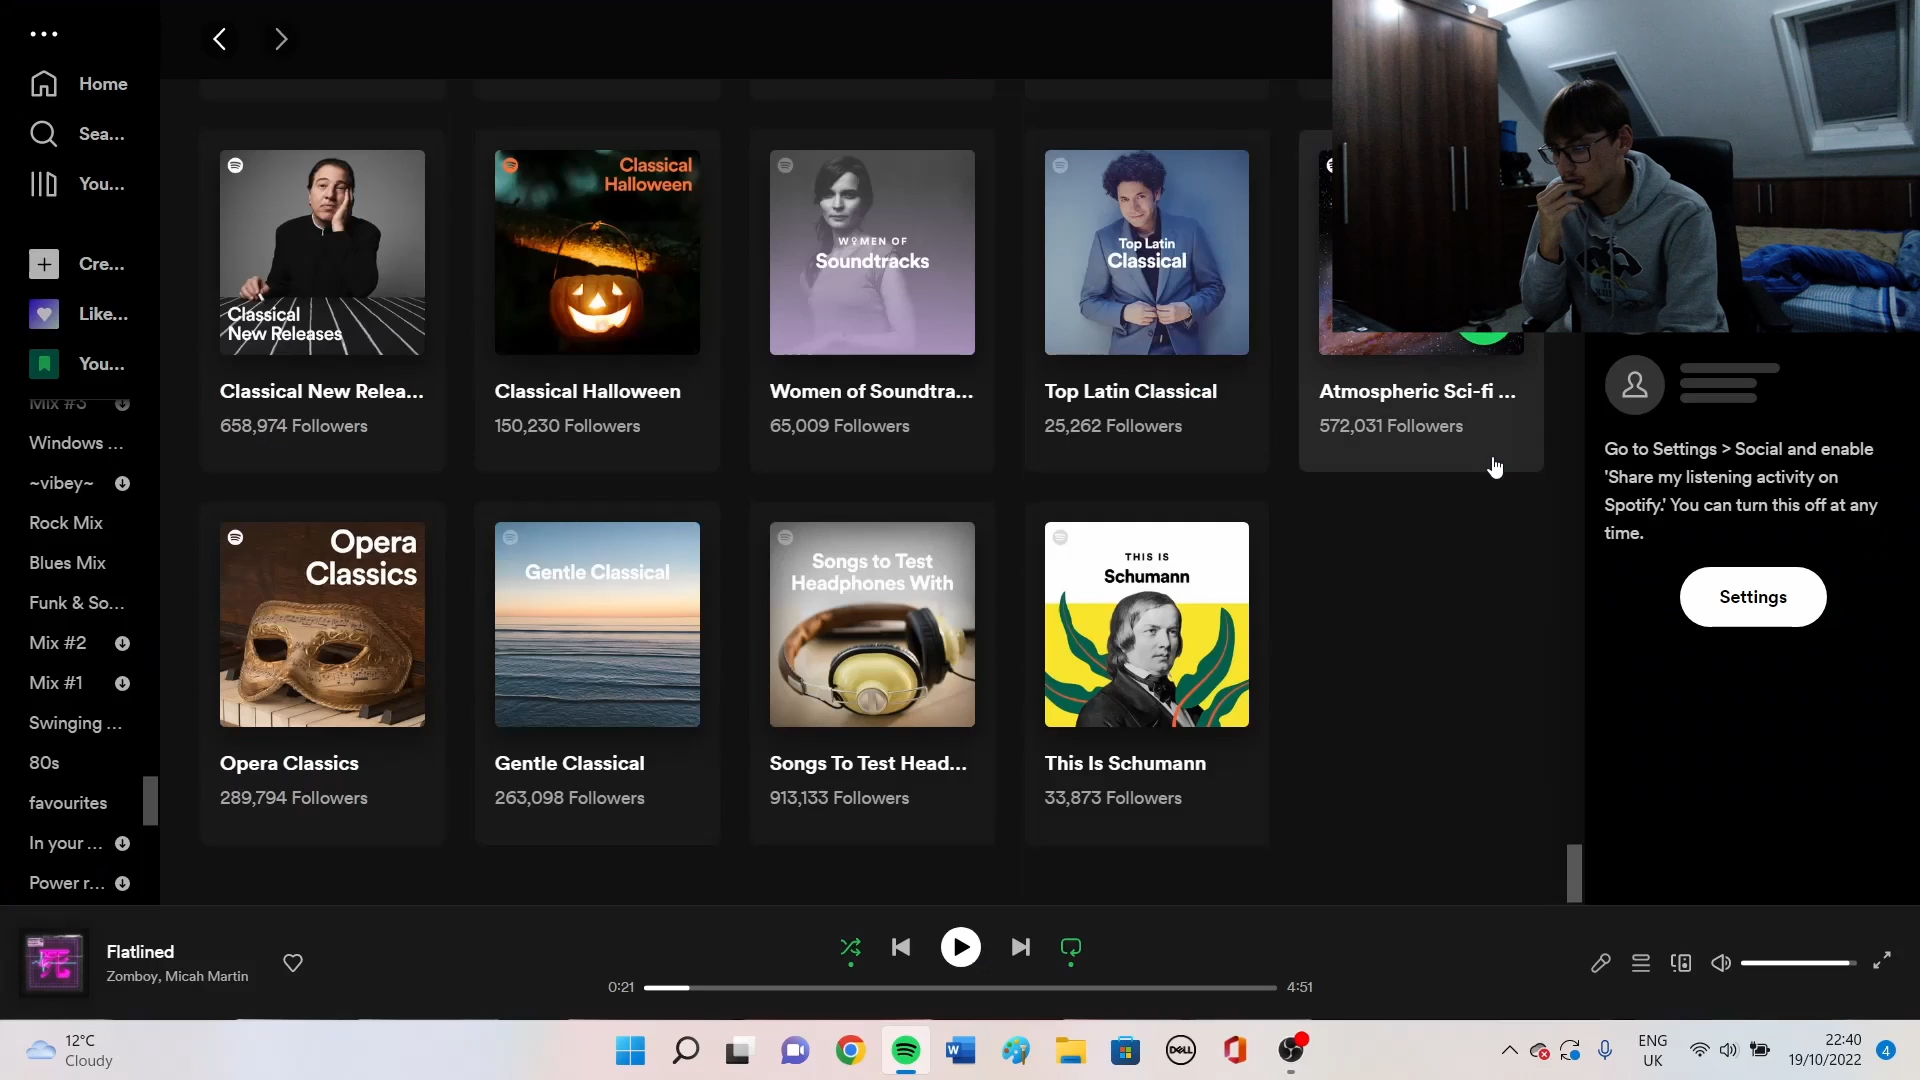 Home
Sea...
You...
Cre...
Like...
You...
Mix #3
Windows ...
~vibey~
Rock Mix
Blues Mix
Funk & So...
Mix #2
Mix #1
Swinging ...
80s
favourites
In your ...
Power r...
Classical
New Releases
Classical New Relea...
658,974 Followers
Classical
Halloween
Classical Halloween
150,230 Followers
WOMEN OF
Soundtracks
Women of Soundtra...
65,009 Followers
Top Latin
Classical
Top Latin Classical
25,262 Followers
Atmospheric Sci-fi ...
572,031 Followers
Opera
Classics
Opera Classics
289,794 Followers
Gentle Classical
Gentle Classical
263,098 Followers
Songs to Test
Headphones With
Songs To Test Head...
913,133 Followers
THIS IS
Schumann
This Is Schumann
33,873 Followers
Go to Settings > Social and enable
'Share my listening activity on
Spotify.' You can turn this off at any
time.
Settings
死
Flatlined
Zomboy, Micah Martin
0:21
4:51
12°C
Cloudy
W
DELL
ENG
UK
22:40
19/10/2022
4